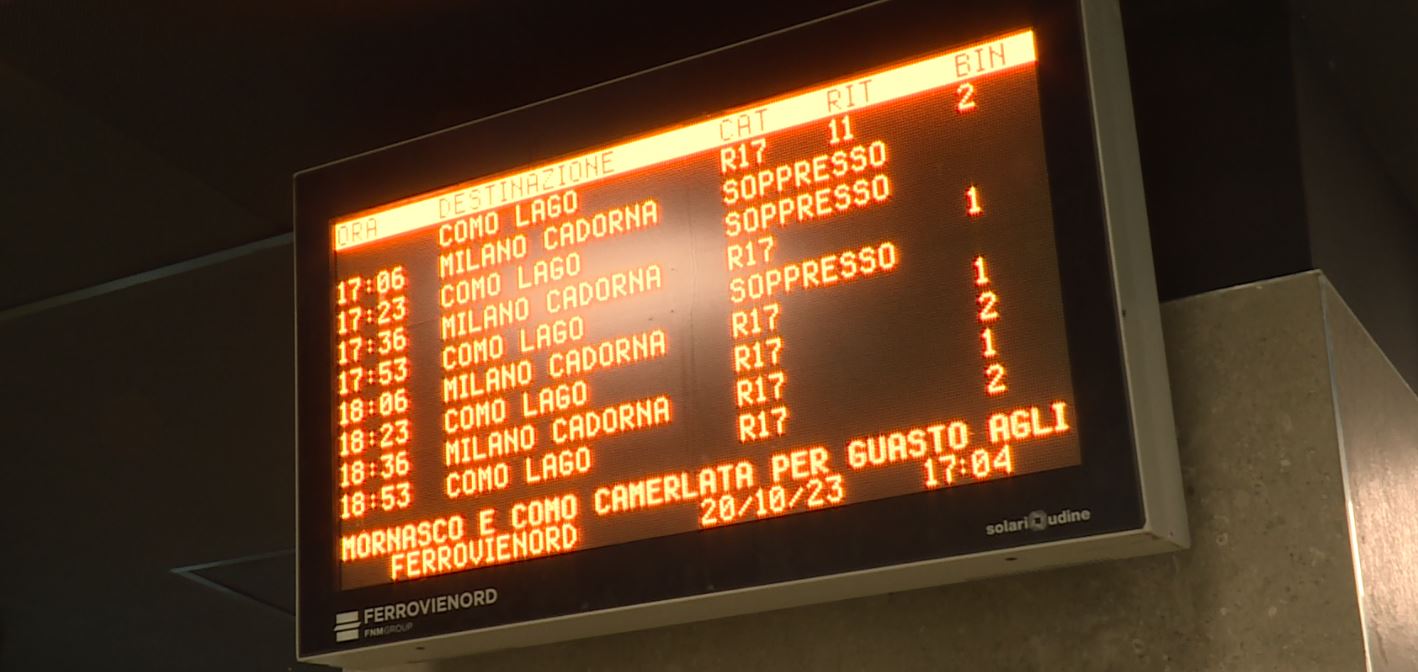 ORA DESTINAZIONE CAT RIT BIN
COMO LAGO R17 11 2
17:06 MILANO CADORNA SOPPRESSO
17:23 COMO LAGO SOPPRESSO
17:36 MILANO CADORNA R17 1
17:53 COMO LAGO SOPPRESSO
18:06 MILANO CADORNA R17 1
18:23 COMO LAGO R17 2
18:36 MILANO CADORNA R17 1
18:53 COMO LAGO R17 2
MORNASCO E COMO CAMERLATA PER GUASTO AGLI
FERROVIENORD 20/10/23 17:04
solari udine
FERROVIENORD
FNMGROUP